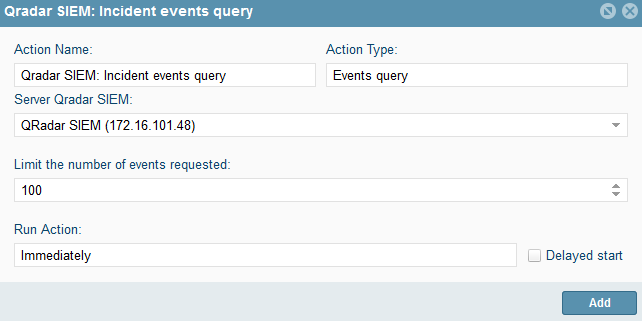 Qradar SIEM: Incident events query
Action Name: Action Type:
Qradar SIEM: Incident events query Events query
Server Qradar SIEM:
QRadar SIEM (172.16.101.48)
Limit the number of events requested:
100
Run Action:
Immediately Delayed start
Add